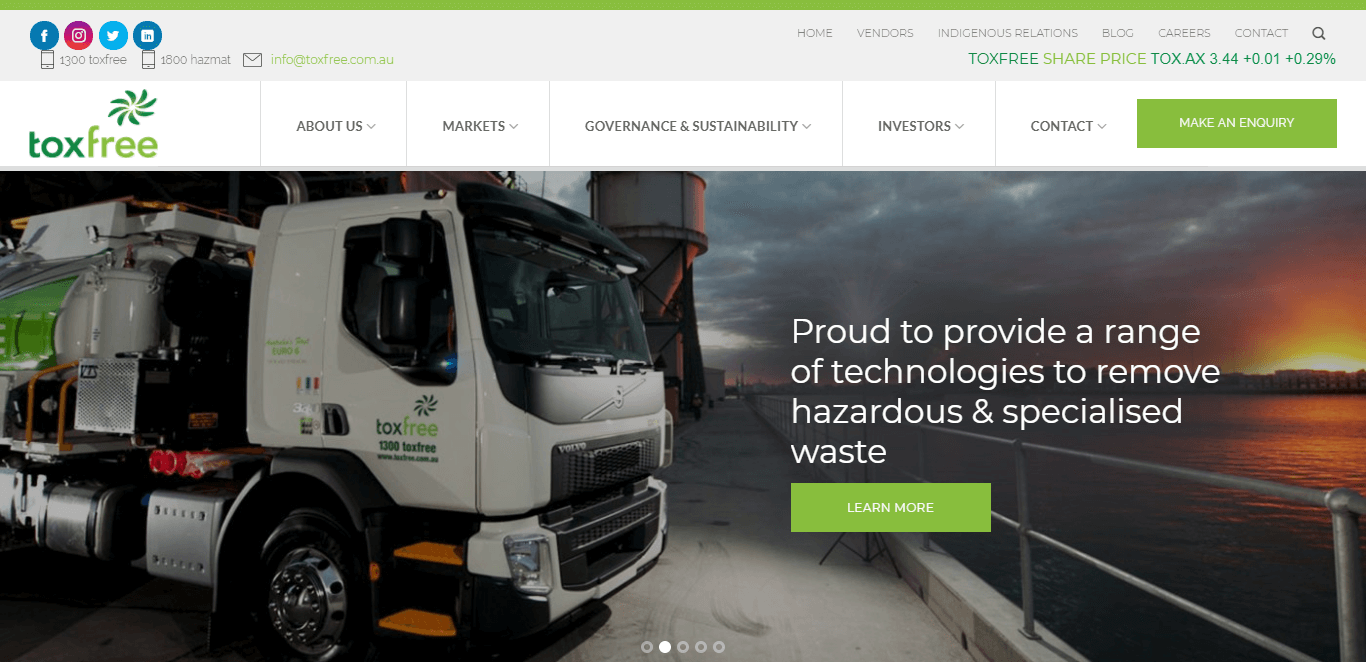 HOME VENDORS INDIGENOUS RELATIONS BLOG CAREERS CONTACT
1300 toxfree 1800 hazmat info@toxfree.com.au
TOXFREE SHARE PRICE TOX.AX 3.44 +0.01 +0.29%
toxfree
ABOUT US MARKETS GOVERNANCE & SUSTAINABILITY INVESTORS CONTACT
MAKE AN ENQUIRY
EURO 6
toxfree
1300 toxfree
www.toxfree.com.au
VOLVO
Proud to provide a range
of technologies to remove
hazardous & specialised
waste
LEARN MORE